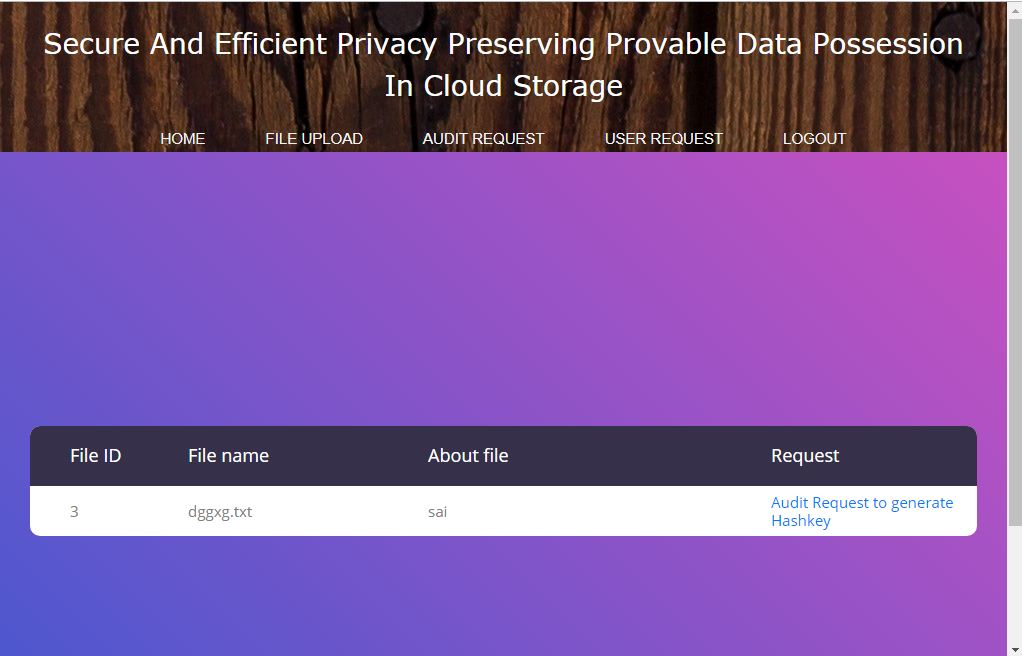 Secure And Efficient Privacy Preserving Provable Data Possession
In Cloud Storage
HOME FILE UPLOAD AUDIT REQUEST USER REQUEST LOGOUT
File ID File name About file Request
3 dggxg.txt sai Audit Request to generate
Hashkey